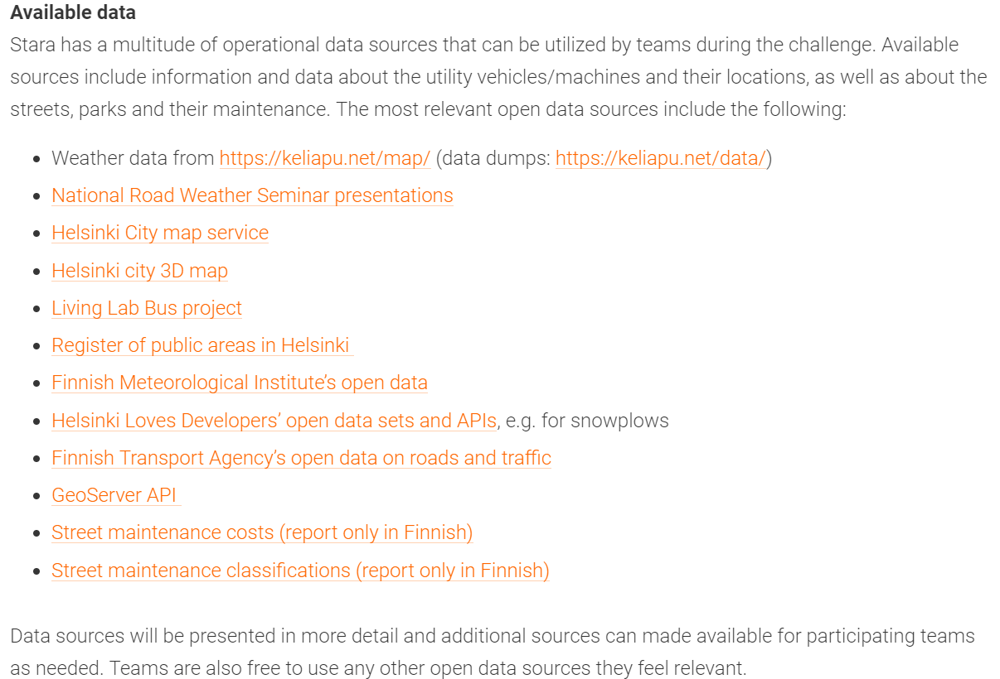 Available data
Stara has a multitude of operational data sources that can be utilized by teams during the challenge. Available
sources include information and data about the utility vehicles/machines and their locations, as well as about the
streets, parks and their maintenance. The most relevant open data sources include the following:
• Weather data from https://keliapu.net/map/ (data dumps: https://keliapu.net/data/)
• National Road Weather Seminar presentations
• Helsinki City map service
• Helsinki city 3D map
• Living Lab Bus project
• Register of public areas in Helsinki
• Finnish Meteorological Institute’s open data
• Helsinki Loves Developers’ open data sets and APIs, e.g. for snowplows
• Finnish Transport Agency’s open data on roads and traffic
• GeoServer API
• Street maintenance costs (report only in Finnish)
• Street maintenance classifications (report only in Finnish)
Data sources will be presented in more detail and additional sources can made available for participating teams
as needed. Teams are also free to use any other open data sources they feel relevant.